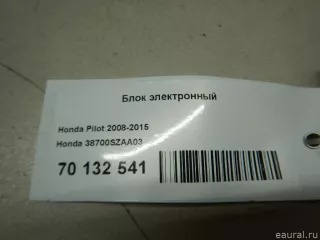 Блок электронный
Honda Pilot 2008-2015
Honda 38700SZAA03
70 132 541
eaural.ru